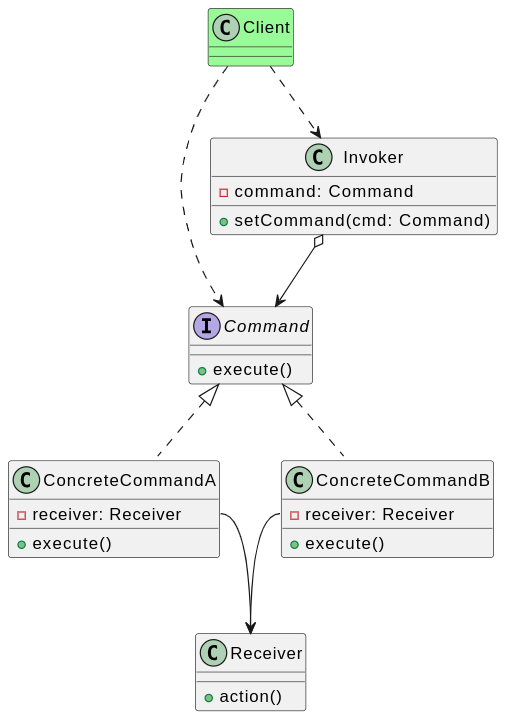 C Client
C Invoker
command: Command
setCommand(cmd: Command)
I Command
execute()
C ConcreteCommandA
receiver: Receiver
execute()
C ConcreteCommandB
receiver: Receiver
execute()
C Receiver
action()